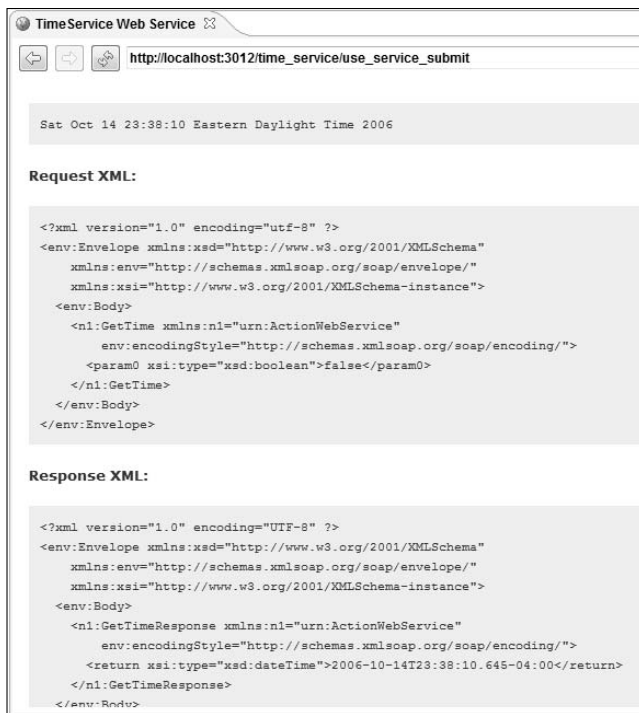 TimeService Web Service
http://localhost:3012/time_service/use_service_submit
Sat Oct 14 23:38:10 Eastern Daylight Time 2006
Request XML:
<?xml version="1.0" encoding="utf-8" ?>
<env:Envelope xmlns:xsd="http://www.w3.org/2001/XMLSchema"
    xmlns:env="http://schemas.xmlsoap.org/soap/envelope/"
    xmlns:xsi="http://www.w3.org/2001/XMLSchema-instance">
  <env:Body>
    <n1:GetTime xmlns:n1="urn:ActionWebService"
        env:encodingStyle="http://schemas.xmlsoap.org/soap/encoding/">
      <param0 xsi:type="xsd:boolean">false</param0>
    </n1:GetTime>
  </env:Body>
</env:Envelope>
Response XML:
<?xml version="1.0" encoding="UTF-8" ?>
<env:Envelope xmlns:xsd="http://www.w3.org/2001/XMLSchema"
    xmlns:env="http://schemas.xmlsoap.org/soap/envelope/"
    xmlns:xsi="http://www.w3.org/2001/XMLSchema-instance">
  <env:Body>
    <n1:GetTimeResponse xmlns:n1="urn:ActionWebService"
        env:encodingStyle="http://schemas.xmlsoap.org/soap/encoding/">
      <return xsi:type="xsd:dateTime">2006-10-14T23:38:10.645-04:00</return>
    </n1:GetTimeResponse>
  </env:Body>